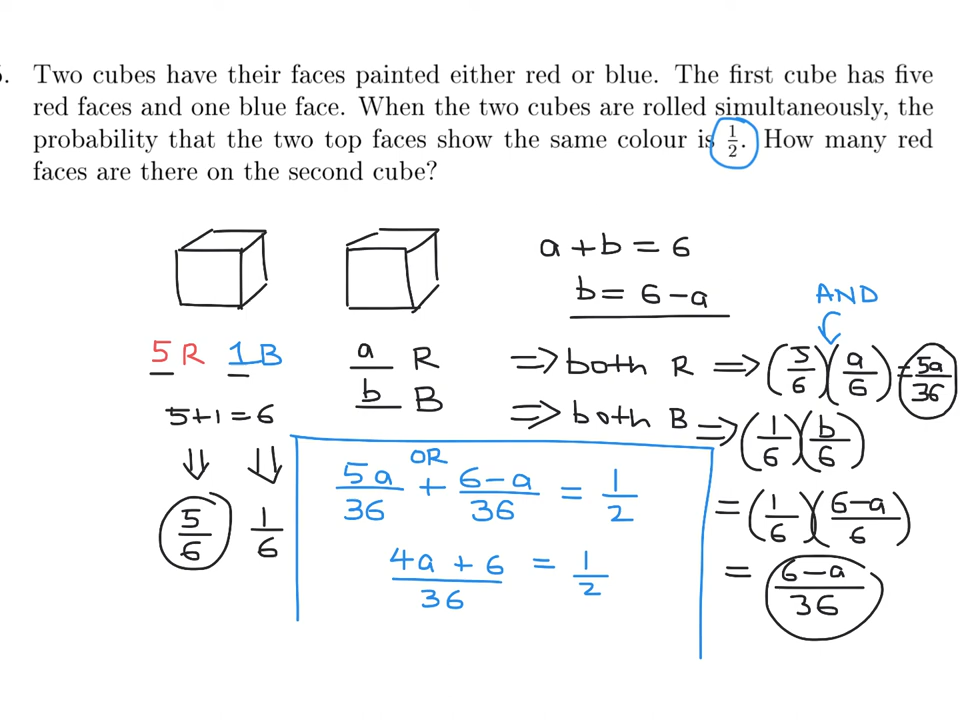 5. Two cubes have their faces painted either red or blue. The first cube has five
red faces and one blue face. When the two cubes are rolled simultaneously, the
probability that the two top faces show the same colour is 1/2. How many red
faces are there on the second cube?
a + b = 6
b = 6 - a
AND
5 R 1 B
a R
b B
=> both R => (5/6)(a/6) = 5a/36
=> both B => (1/6)(b/6)
5+1 = 6
⇓ ⇓
5/6 1/6
OR
5a/36 + 6-a/36 = 1/2
4a + 6/36 = 1/2
= (1/6)(6-a/6)
= 6-a/36